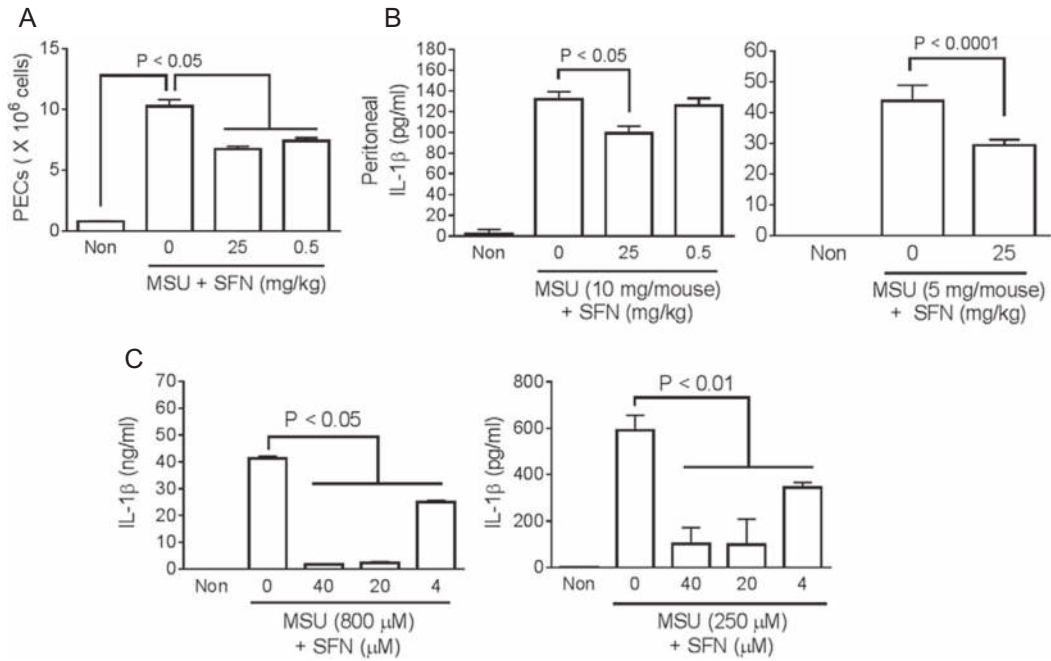 A
PECs ( X 10⁶ cells)
15
10
5
0
P < 0.05
Non 0 25 0.5
MSU + SFN (mg/kg)
B
Peritoneal
IL-1β (pg/ml)
180
160
140
120
100
80
60
40
20
0
P < 0.05
Non 0 25 0.5
MSU (10 mg/mouse)
+ SFN (mg/kg)
60
50
40
30
20
10
0
P < 0.0001
Non 0 25
MSU (5 mg/mouse)
+ SFN (mg/kg)
C
IL-1β (ng/ml)
70
60
50
40
30
20
10
0
P < 0.05
Non 0 40 20 4
MSU (800 μM)
+ SFN (μM)
IL-1β (pg/ml)
800
600
400
200
0
P < 0.01
Non 0 40 20 4
MSU (250 μM)
+ SFN (μM)